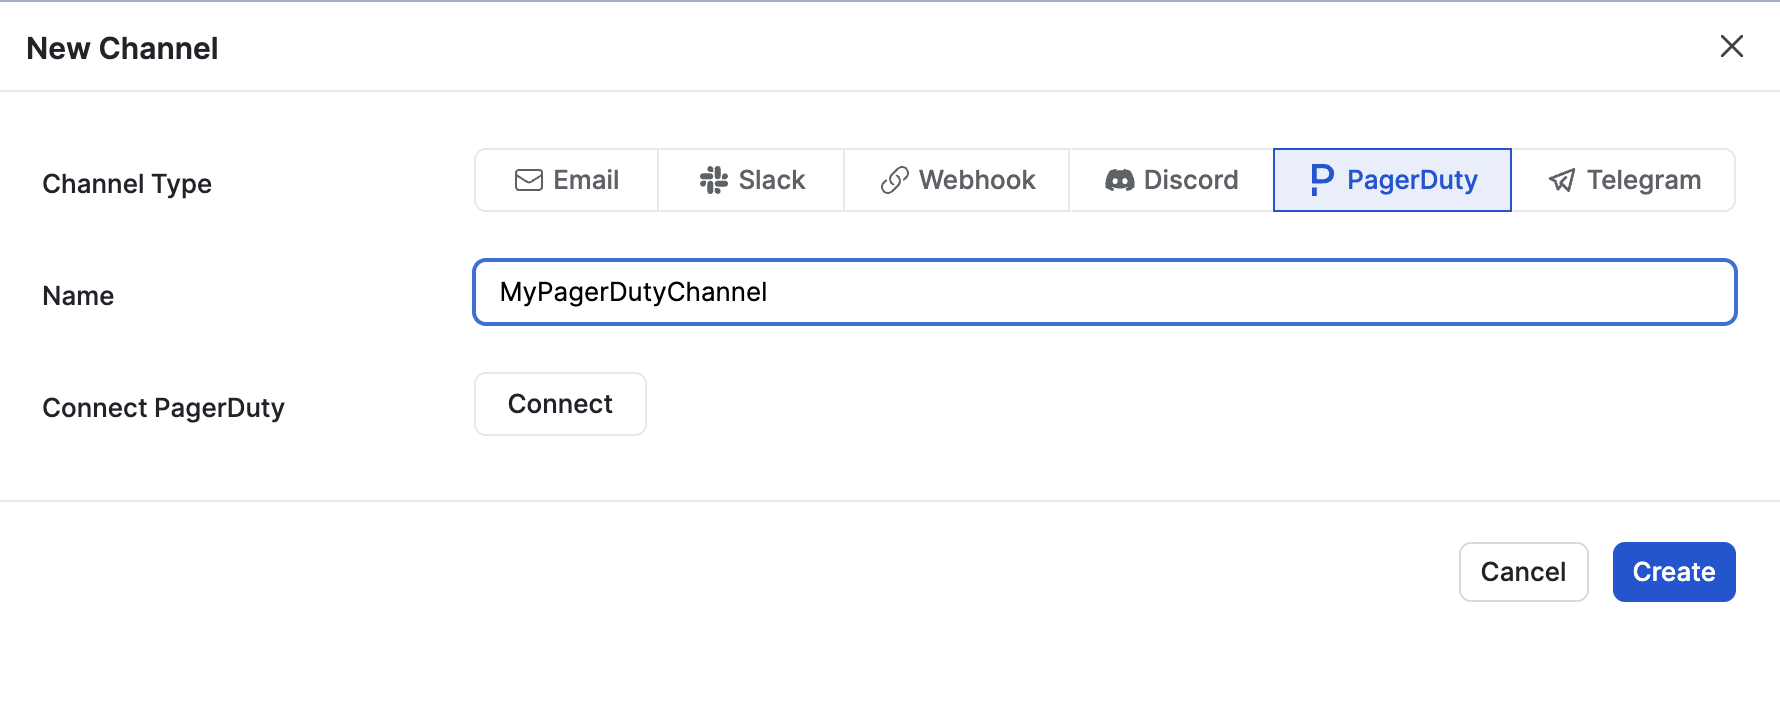 New Channel
Channel Type
Email Slack Webhook Discord PagerDuty Telegram
Name
MyPagerDutyChannel
Connect PagerDuty
Connect
Cancel Create